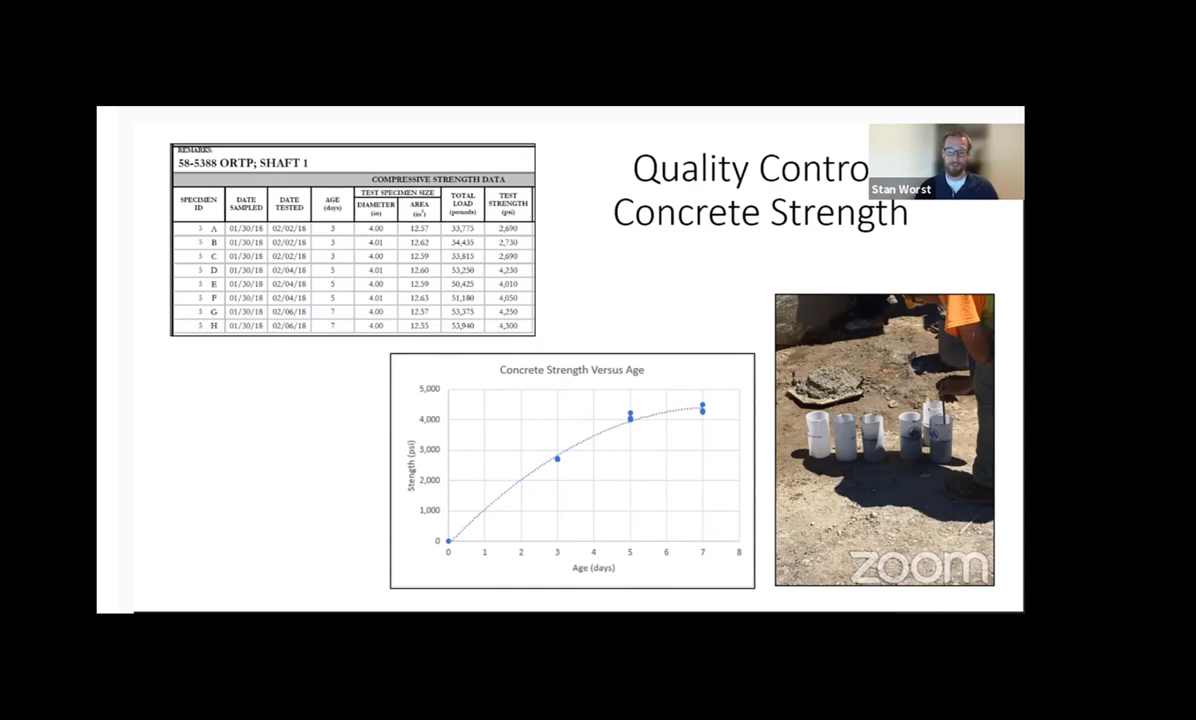 REMARKS:
58-5388 ORTP; SHAFT 1
COMPRESSIVE STRENGTH DATA
SPECIMEN ID DATE SAMPLED DATE TESTED AGE (days) TEST SPECIMEN SIZE DIAMETER (in) AREA (in²) TOTAL LOAD (pounds) TEST STRENGTH (psi)
5 A 01/30/18 02/02/18 3 4.00 12.57 33,775 2,690
5 B 01/30/18 02/02/18 3 4.01 12.62 34,435 2,730
5 C 01/30/18 02/02/18 3 4.00 12.59 33,815 2,690
5 D 01/30/18 02/04/18 5 4.01 12.60 53,250 4,230
5 E 01/30/18 02/04/18 5 4.00 12.59 50,425 4,010
5 F 01/30/18 02/04/18 5 4.01 12.63 51,180 4,050
5 G 01/30/18 02/06/18 7 4.00 12.57 53,375 4,250
5 H 01/30/18 02/06/18 7 4.00 12.55 53,940 4,300
Quality Contro
Concrete Strength
Stan Worst
Concrete Strength Versus Age
5,000
4,000
3,000
2,000
1,000
0
Stength (psi)
0 1 2 3 4 5 6 7 8
Age (days)
zoom